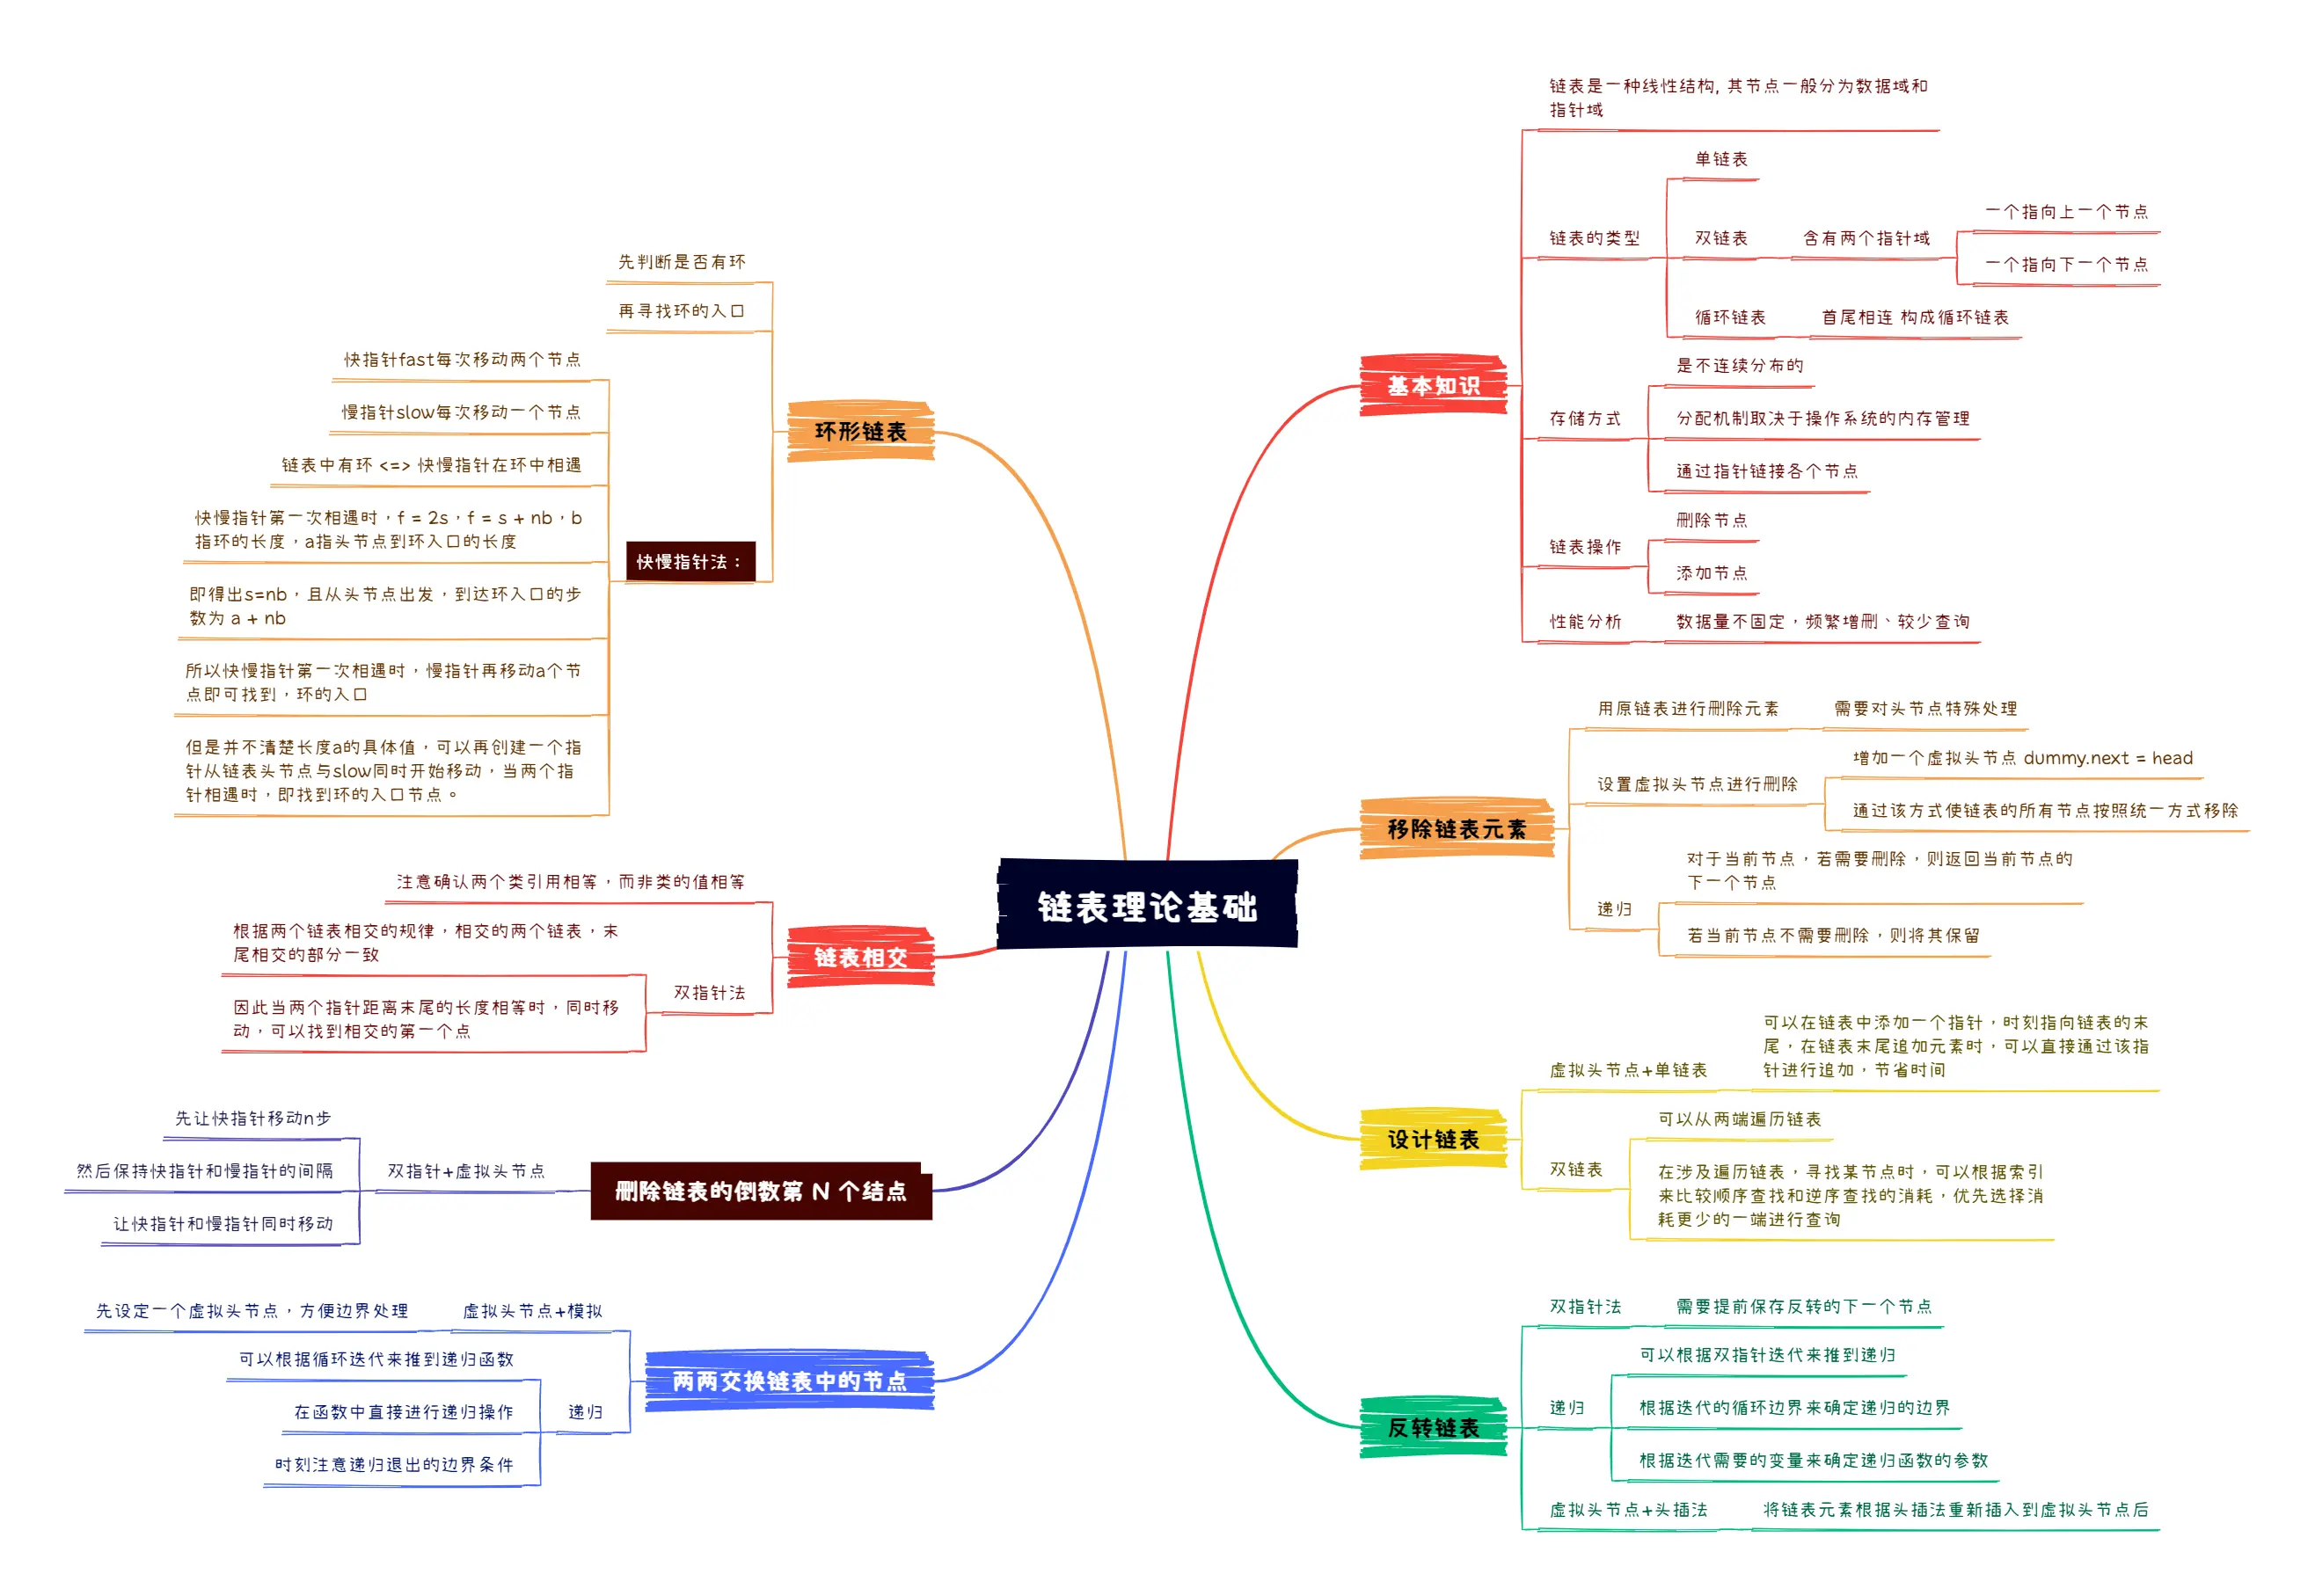 链表理论基础
基本知识
链表是一种线性结构, 其节点一般分为数据域和
指针域
链表的类型
单链表
双链表
含有两个指针域
一个指向上一个节点
一个指向下一个节点
循环链表
首尾相连 构成循环链表
存储方式
是不连续分布的
分配机制取决于操作系统的内存管理
通过指针链接各个节点
链表操作
删除节点
添加节点
性能分析
数据量不固定，频繁增删、较少查询
移除链表元素
用原链表进行删除元素
需要对头节点特殊处理
设置虚拟头节点进行删除
增加一个虚拟头节点 dummy.next = head
通过该方式使链表的所有节点按照统一方式移除
递归
对于当前节点，若需要删除，则返回当前节点的
下一个节点
若当前节点不需要删除，则将其保留
设计链表
虚拟头节点+单链表
可以在链表中添加一个指针，时刻指向链表的末
尾，在链表末尾追加元素时，可以直接通过该指
针进行追加，节省时间
双链表
可以从两端遍历链表
在涉及遍历链表，寻找某节点时，可以根据索引
来比较顺序查找和逆序查找的消耗，优先选择消
耗更少的一端进行查询
反转链表
双指针法
需要提前保存反转的下一个节点
递归
可以根据双指针迭代来推到递归
根据迭代的循环边界来确定递归的边界
根据迭代需要的变量来确定递归函数的参数
虚拟头节点+头插法
将链表元素根据头插法重新插入到虚拟头节点后
环形链表
先判断是否有环
再寻找环的入口
快慢指针法：
快指针fast每次移动两个节点
慢指针slow每次移动一个节点
链表中有环 <=> 快慢指针在环中相遇
快慢指针第一次相遇时，f = 2s，f = s + nb，b
指环的长度，a指头节点到环入口的长度
即得出s=nb，且从头节点出发，到达环入口的步
数为 a + nb
所以快慢指针第一次相遇时，慢指针再移动a个节
点即可找到，环的入口
但是并不清楚长度a的具体值，可以再创建一个指
针从链表头节点与slow同时开始移动，当两个指
针相遇时，即找到环的入口节点。
链表相交
注意确认两个类引用相等，而非类的值相等
双指针法
根据两个链表相交的规律，相交的两个链表，末
尾相交的部分一致
因此当两个指针距离末尾的长度相等时，同时移
动，可以找到相交的第一个点
删除链表的倒数第 N 个结点
双指针+虚拟头节点
先让快指针移动n步
然后保持快指针和慢指针的间隔
让快指针和慢指针同时移动
两两交换链表中的节点
虚拟头节点+模拟
先设定一个虚拟头节点，方便边界处理
递归
可以根据循环迭代来推到递归函数
在函数中直接进行递归操作
时刻注意递归退出的边界条件